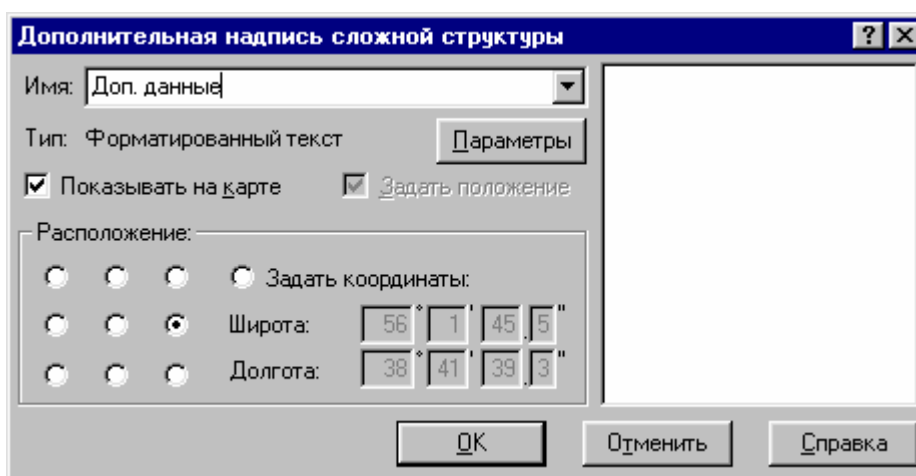 Дополнительная надпись сложной структуры
Имя: Доп. данные
Тип: Форматированный текст Параметры
Показывать на карте Задать положение
Расположение:
Задать координаты:
Широта: 56 ° 1 ' 45 . 5 "
Долгота: 38 ° 41 ' 39 . 3 "
OK Отменить Справка